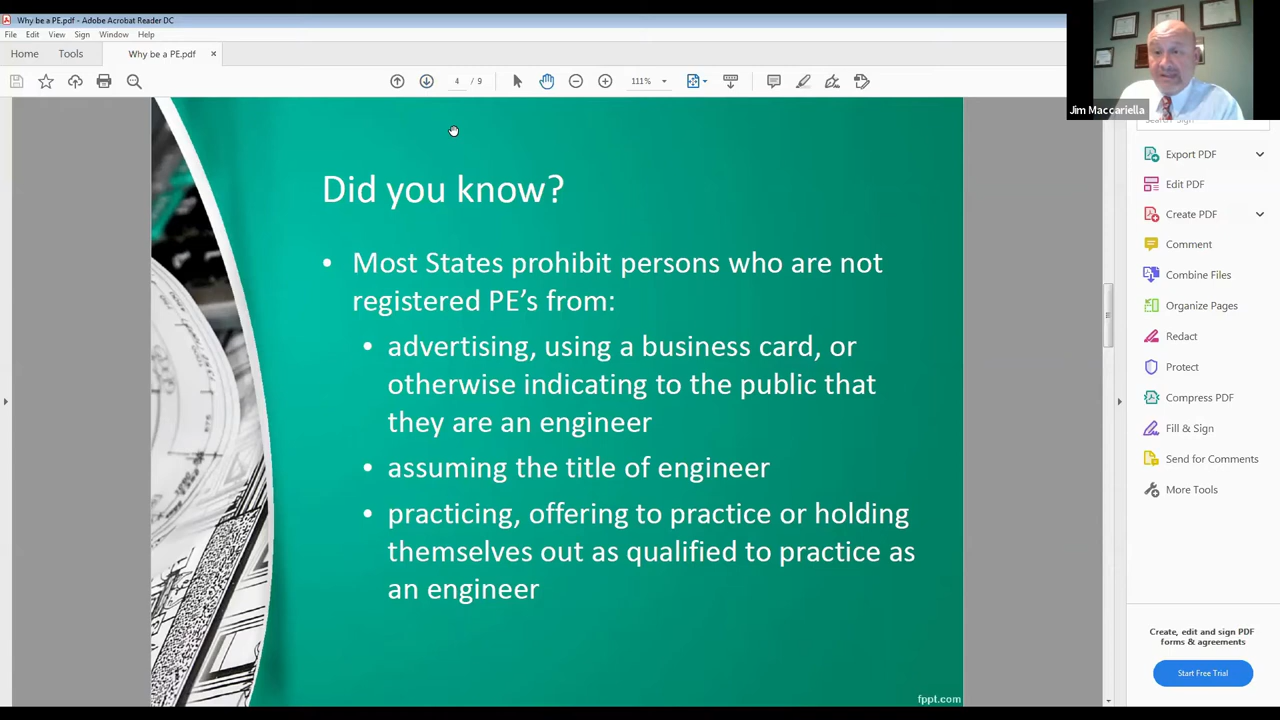 Why be a PE.pdf - Adobe Acrobat Reader DC
File Edit View Sign Window Help
Home Tools Why be a PE.pdf ×
4 / 9 111%
Jim Maccariella
Did you know?
• Most States prohibit persons who are not
registered PE’s from:
• advertising, using a business card, or
otherwise indicating to the public that
they are an engineer
• assuming the title of engineer
• practicing, offering to practice or holding
themselves out as qualified to practice as
an engineer
fppt.com
Export PDF
Edit PDF
Create PDF
Comment
Combine Files
Organize Pages
Redact
Protect
Compress PDF
Fill & Sign
Send for Comments
More Tools
Create, edit and sign PDF
forms & agreements
Start Free Trial